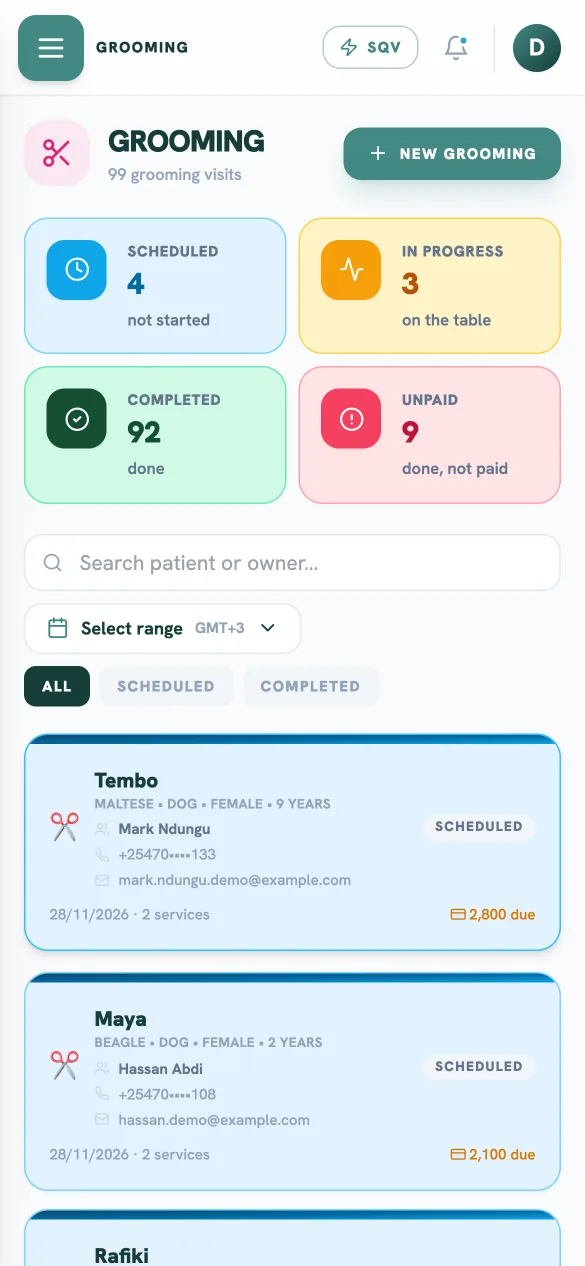 GROOMING
SQV
D
GROOMING
99 grooming visits
+ NEW GROOMING
SCHEDULED
4
not started
IN PROGRESS
3
on the table
COMPLETED
92
done
UNPAID
9
done, not paid
Search patient or owner...
Select range GMT+3
ALL
SCHEDULED
COMPLETED
Tembo
MALTESE • DOG • FEMALE • 9 YEARS
Mark Ndungu
SCHEDULED
+25470••••133
mark.ndungu.demo@example.com
28/11/2026 · 2 services
2,800 due
Maya
BEAGLE • DOG • FEMALE • 2 YEARS
Hassan Abdi
SCHEDULED
+25470••••108
hassan.demo@example.com
28/11/2026 · 2 services
2,100 due
Rafiki